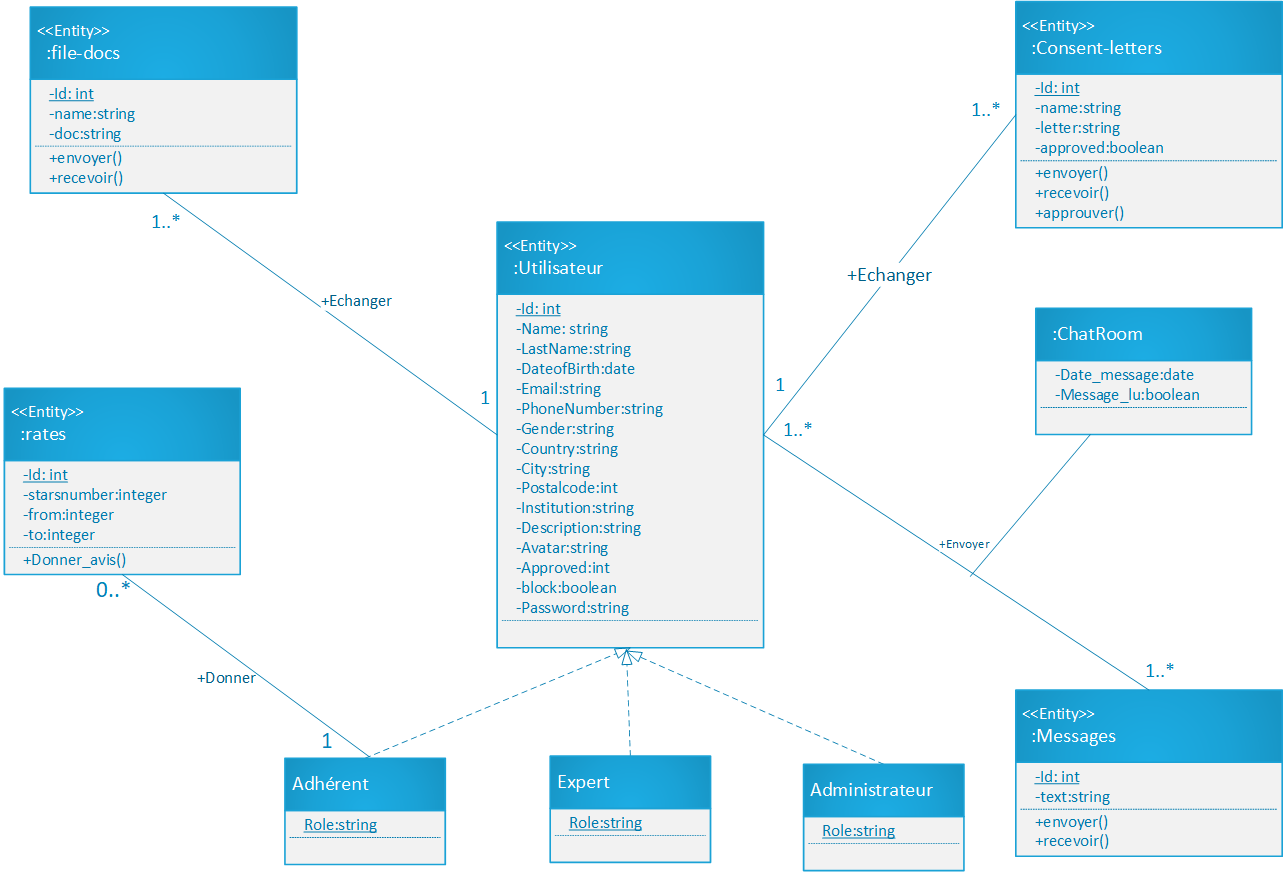 <<Entity>>
:file-docs
-Id: int
-name:string
-doc:string
+envoyer()
+recevoir()
1..*
+Echanger
1
<<Entity>>
:Consent-letters
-Id: int
-name:string
-letter:string
-approved:boolean
+envoyer()
+recevoir()
+approuver()
1..*
+Echanger
1
<<Entity>>
:Utilisateur
-Id: int
-Name: string
-LastName:string
-DateofBirth:date
-Email:string
-PhoneNumber:string
-Gender:string
-Country:string
-City:string
-Postalcode:int
-Institution:string
-Description:string
-Avatar:string
-Approved:int
-block:boolean
-Password:string
:ChatRoom
-Date_message:date
-Message_lu:boolean
1..*
+Envoyer
1..*
<<Entity>>
:rates
-Id: int
-starsnumber:integer
-from:integer
-to:integer
+Donner_avis()
0..*
+Donner
1
Adhérent
Role:string
Expert
Role:string
Administrateur
Role:string
<<Entity>>
:Messages
-Id: int
-text:string
+envoyer()
+recevoir()